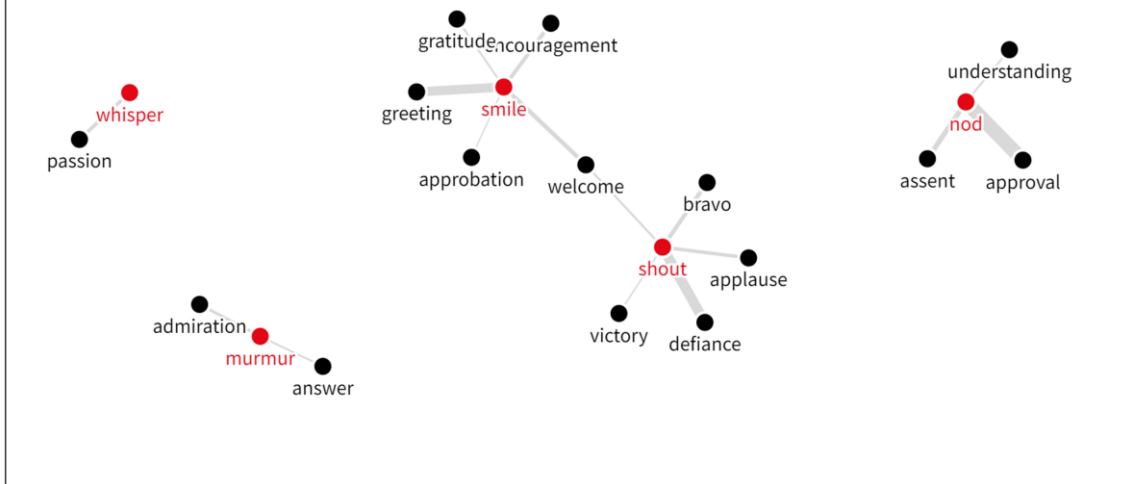 gratitude
encouragement
understanding
whisper
greeting
smile
nod
passion
approbation
welcome
assent
approval
bravo
shout
applause
admiration
victory
defiance
murmur
answer